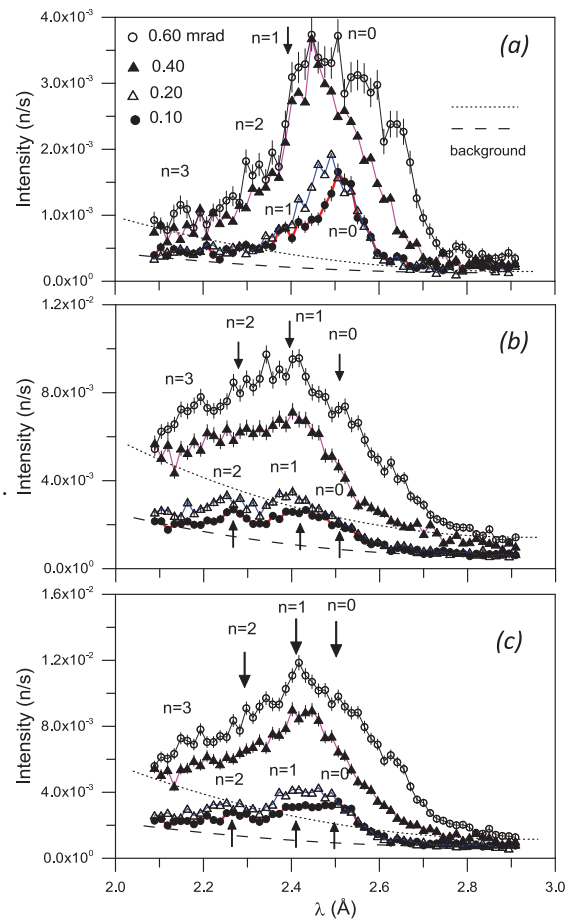 4.0x10⁻³
(a)
0.60 mrad
n=1
n=0
0.40
3.0x10⁻³
0.20
0.10
n=2
Intensity (n/s)
2.0x10⁻³
background
n=3
n=1
1.0x10⁻³
n=0
0.0x10⁰
1.2x10⁻²
(b)
n=2
n=1
n=0
8.0x10⁻³
n=3
Intensity (n/s)
4.0x10⁻³
n=2
n=1
n=0
0.0x10⁰
1.6x10⁻²
(c)
n=1
n=0
n=2
1.2x10⁻²
Intensity (n/s)
n=3
8.0x10⁻³
n=1
n=0
4.0x10⁻³
n=2
0.0x10⁰
2.0 2.2 2.4 2.6 2.8 3.0
λ (Å)